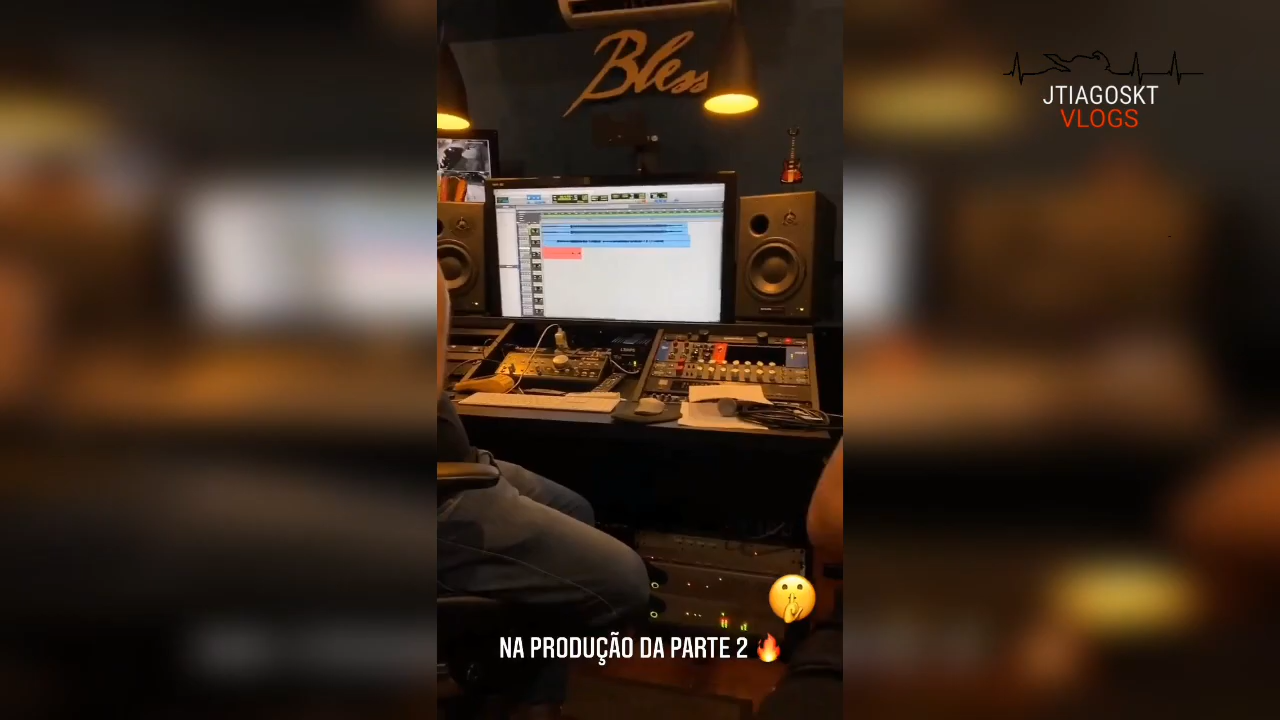 Bless
JTIAGOSKT
VLOGS
NA PRODUÇÃO DA PARTE 2 🔥